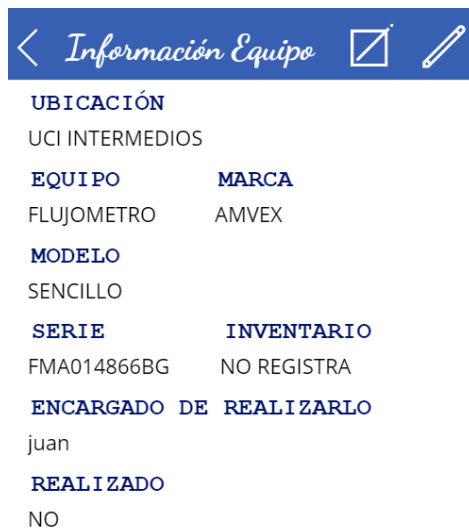 Información Equipo
UBICACIÓN
UCI INTERMEDIOS
EQUIPO MARCA
FLUJOMETRO AMVEX
MODELO
SENCILLO
SERIE INVENTARIO
FMA014866BG NO REGISTRA
ENCARGADO DE REALIZARLO
juan
REALIZADO
NO